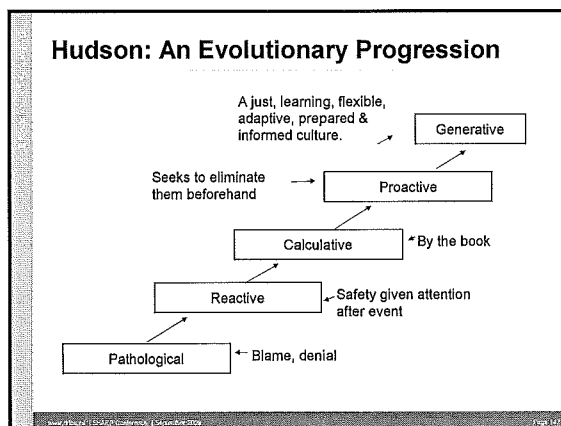 Hudson: An Evolutionary Progression
A just, learning, flexible,
adaptive, prepared &
informed culture.
Generative
Seeks to eliminate
them beforehand
Proactive
Calculative
By the book
Reactive
Safety given attention
after event
Pathological
Blame, denial